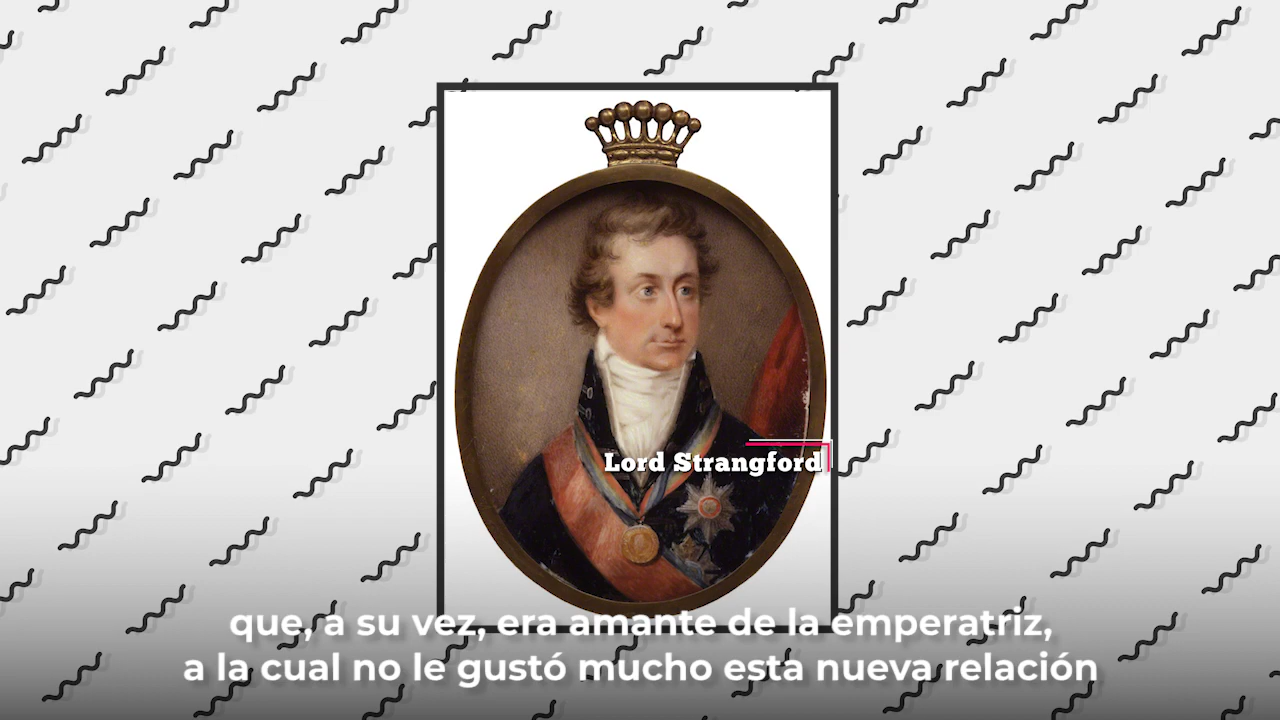 Lord Strangford
que, a su vez, era amante de la emperatriz,
a la cual no le gustó mucho esta nueva relación